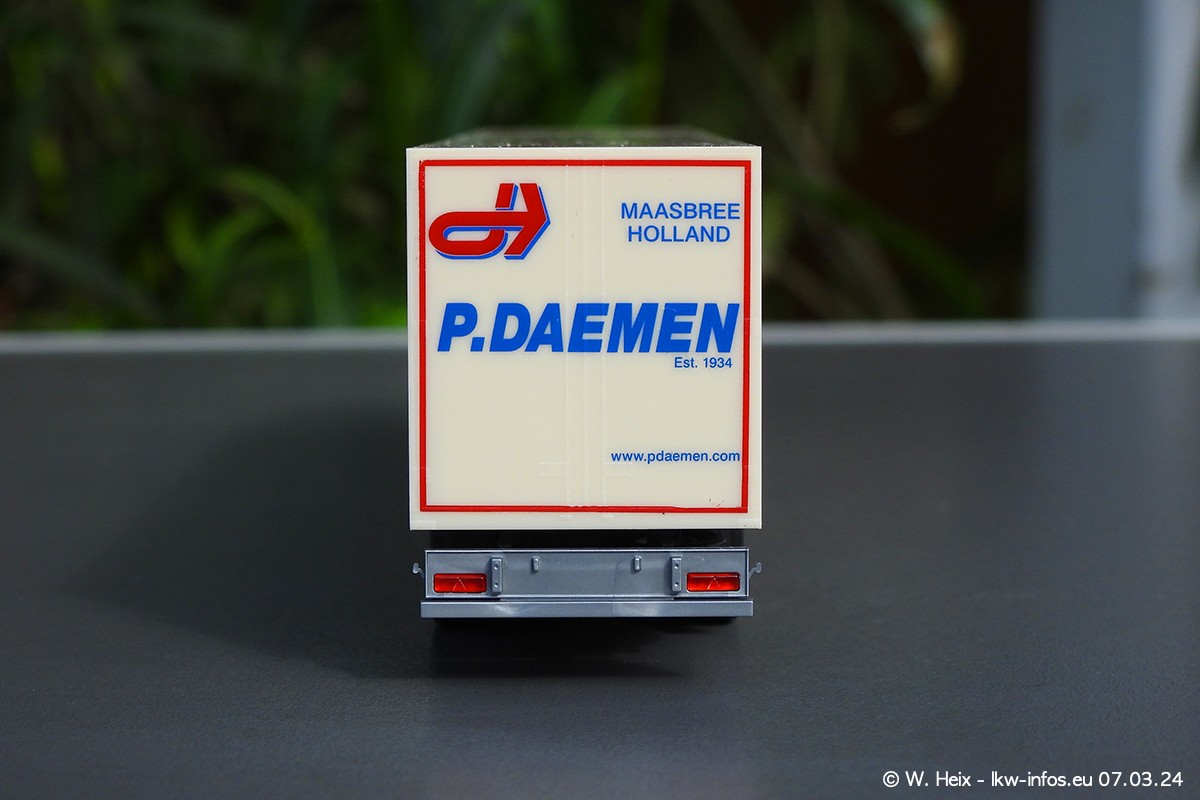 MAASBREE
HOLLAND
P.DAEMEN
Est. 1934
www.pdaemen.com
© W. Heix - lkw-infos.eu 07.03.24